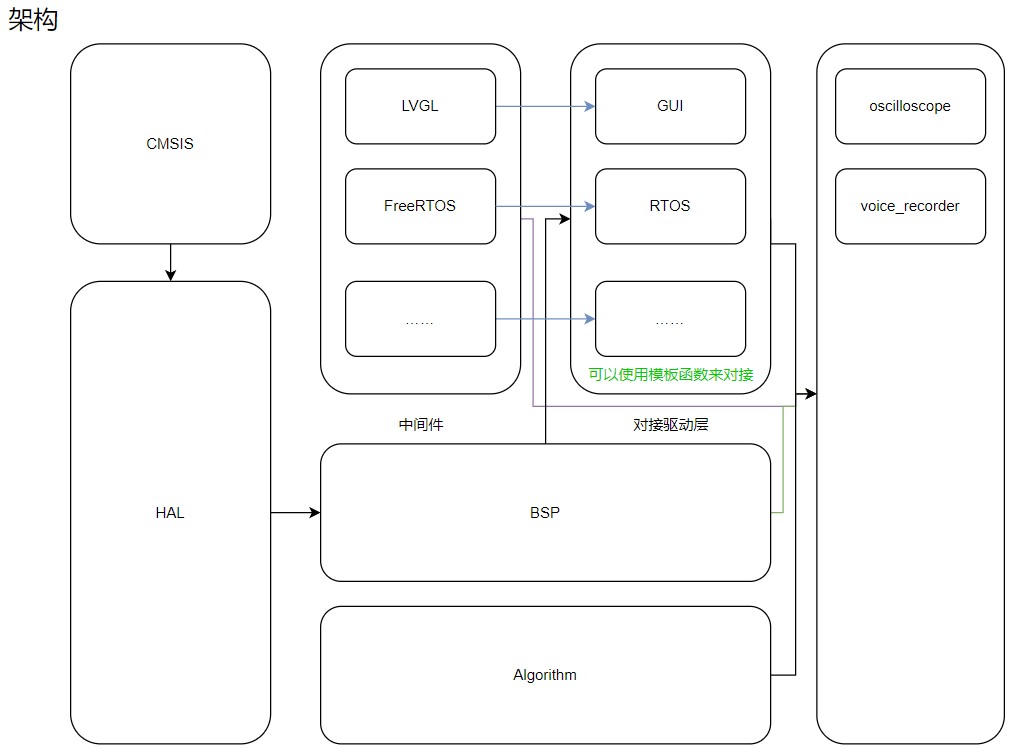 架构
CMSIS
LVGL
GUI
oscilloscope
FreeRTOS
RTOS
voice_recorder
……
……
可以使用模板函数来对接
中间件
对接驱动层
HAL
BSP
Algorithm